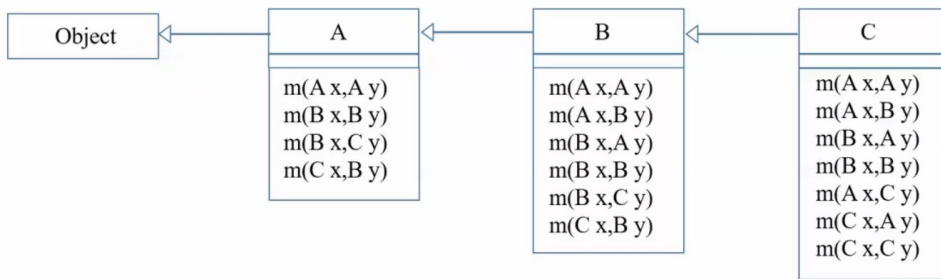 Object
A
m(A x,A y)
m(B x,B y)
m(B x,C y)
m(C x,B y)
B
m(A x,A y)
m(A x,B y)
m(B x,A y)
m(B x,B y)
m(B x,C y)
m(C x,B y)
C
m(A x,A y)
m(A x,B y)
m(B x,A y)
m(B x,B y)
m(A x,C y)
m(C x,A y)
m(C x,C y)